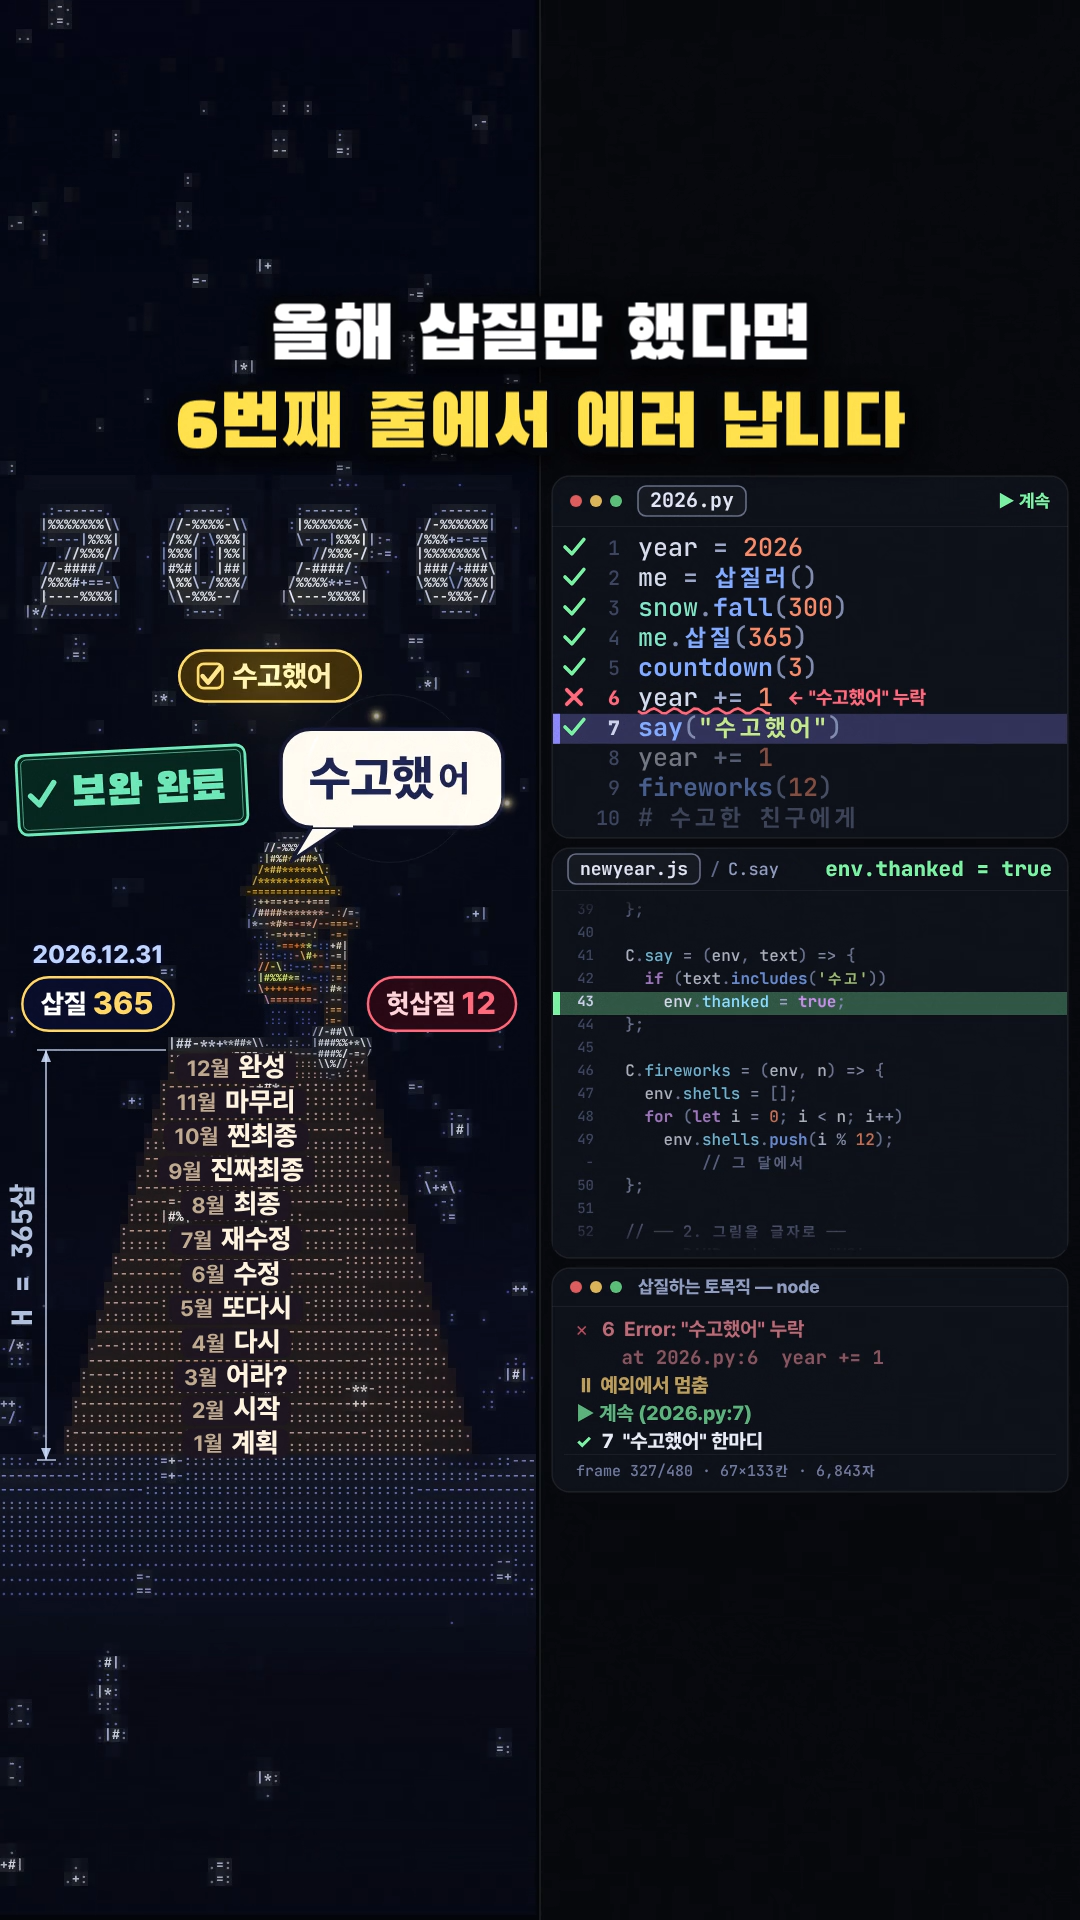 올해 삽질만 했다면
6번째 줄에서 에러 납니다
2026
수고했어
보완 완료
수고했어
2026.12.31
삽질 365
헛삽질 12
12월 완성
11월 마무리
10월 찐최종
9월 진짜최종
8월 최종
7월 재수정
6월 수정
5월 또다시
4월 다시
3월 어라?
2월 시작
1월 계획
H = 365삽
2026.py
▶ 계속
1 year = 2026
2 me = 삽질러()
3 snow.fall(300)
4 me.삽질(365)
5 countdown(3)
6 year += 1 ← "수고했어" 누락
7 say("수고했어")
8 year += 1
9 fireworks(12)
10 # 수고한 친구에게
newyear.js / C.say env.thanked = true
39 };
40
41 C.say = (env, text) => {
42 if (text.includes('수고'))
43 env.thanked = true;
44 };
45
46 C.fireworks = (env, n) => {
47 env.shells = [];
48 for (let i = 0; i < n; i++)
49 env.shells.push(i % 12);
- // 그 달에서
50 };
51
52 // ── 2. 그림을 글자로 ──
삽질하는 토목직 — node
× 6 Error: "수고했어" 누락
at 2026.py:6 year += 1
⏸ 예외에서 멈춤
▶ 계속 (2026.py:7)
✓ 7 "수고했어" 한마디
frame 327/480 · 67×133칸 · 6,843자